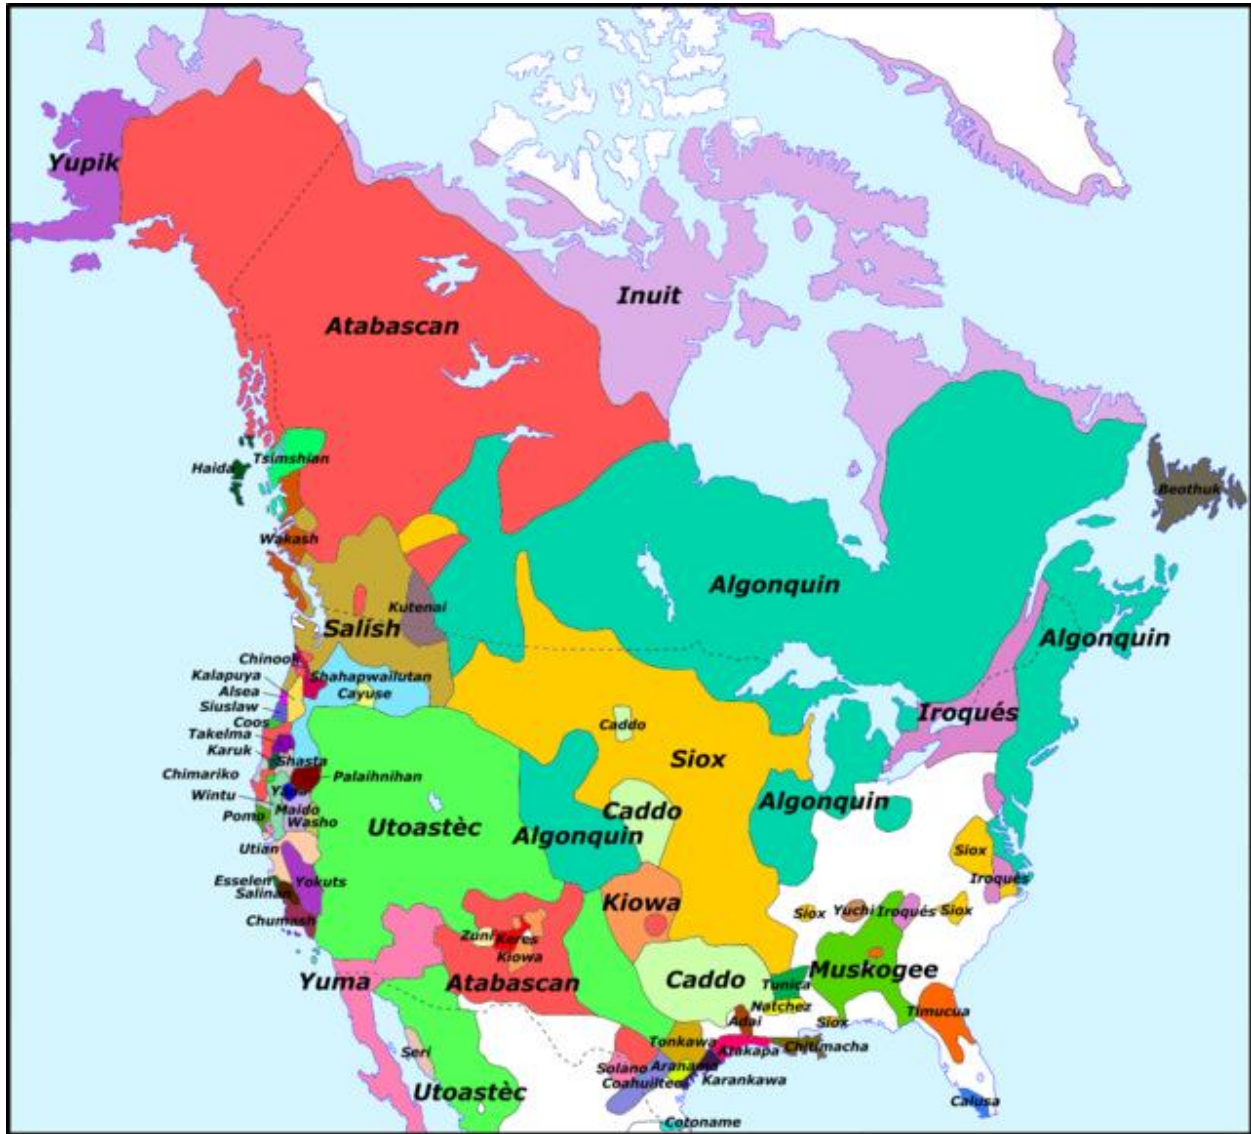 Yupik
Inuit
Atabascan
Tsimshian
Haida
Beothuk
Wakash
Algonquin
Kutenai
Salish
Algonquin
Chinook
Kalapuya
Shahapwailutan
Alsea
Cayuse
Siuslaw
Iroqués
Coos
Caddo
Takelma
Karuk
Shasta
Siox
Chimariko
Palaihnihan
Yana
Wintu
Algonquin
Maido
Caddo
Pomo
Washo
Utoastèc
Algonquin
Utian
Siox
Esselen
Yokuts
Iroqués
Salinan
Kiowa
Chumash
Siox
Yuchi
Iroqués
Siox
Zuni
Keres
Kiowa
Muskogee
Yuma
Atabascan
Caddo
Tunica
Natchez
Timucua
Adai
Siox
Tonkawa
Chitimacha
Seri
Atakapa
Solano
Aranama
Coahuiltec
Karankawa
Utoastèc
Calusa
Cotoname